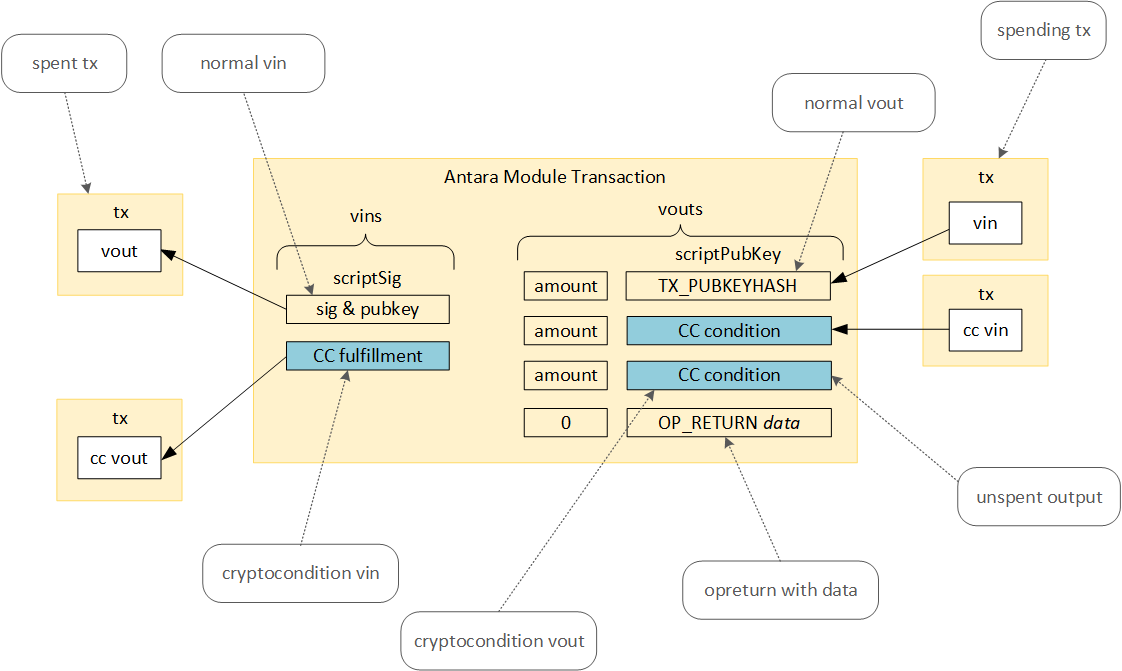 spending tx
spent tx
normal vin
normal vout
Antara Module Transaction
tx
vout
vins
scriptSig
sig & pubkey
CC fulfillment
vouts
scriptPubKey
amount TX_PUBKEYHASH
amount CC condition
amount CC condition
0 OP_RETURN data
tx
vin
tx
cc vin
tx
cc vout
unspent output
cryptocondition vin
opreturn with data
cryptocondition vout